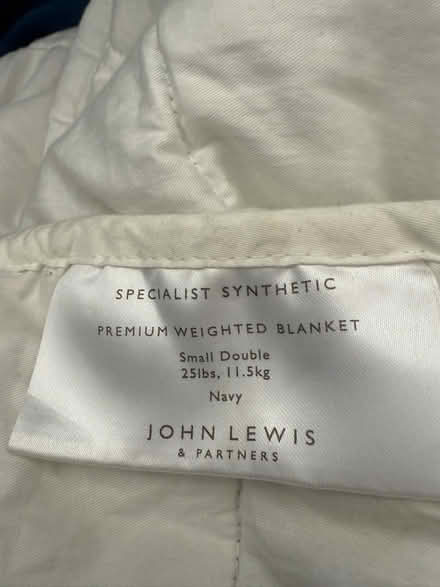 SPECIALIST SYNTHETIC
PREMIUM WEIGHTED BLANKET
Small Double
25lbs, 11.5kg
Navy
JOHN LEWIS
& PARTNERS